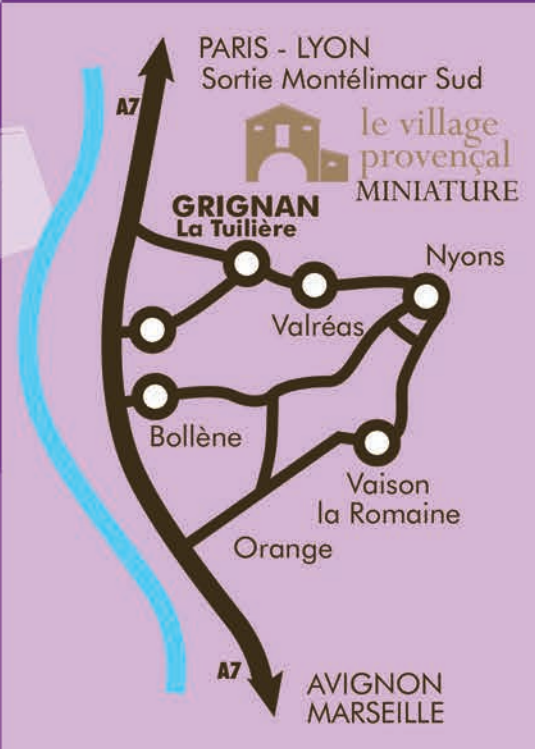 PARIS - LYON
Sortie Montélimar Sud
A7
le village
provençal
MINIATURE
GRIGNAN
La Tuilière
Nyons
Valréas
Bollène
Vaison
la Romaine
Orange
A7
AVIGNON
MARSEILLE